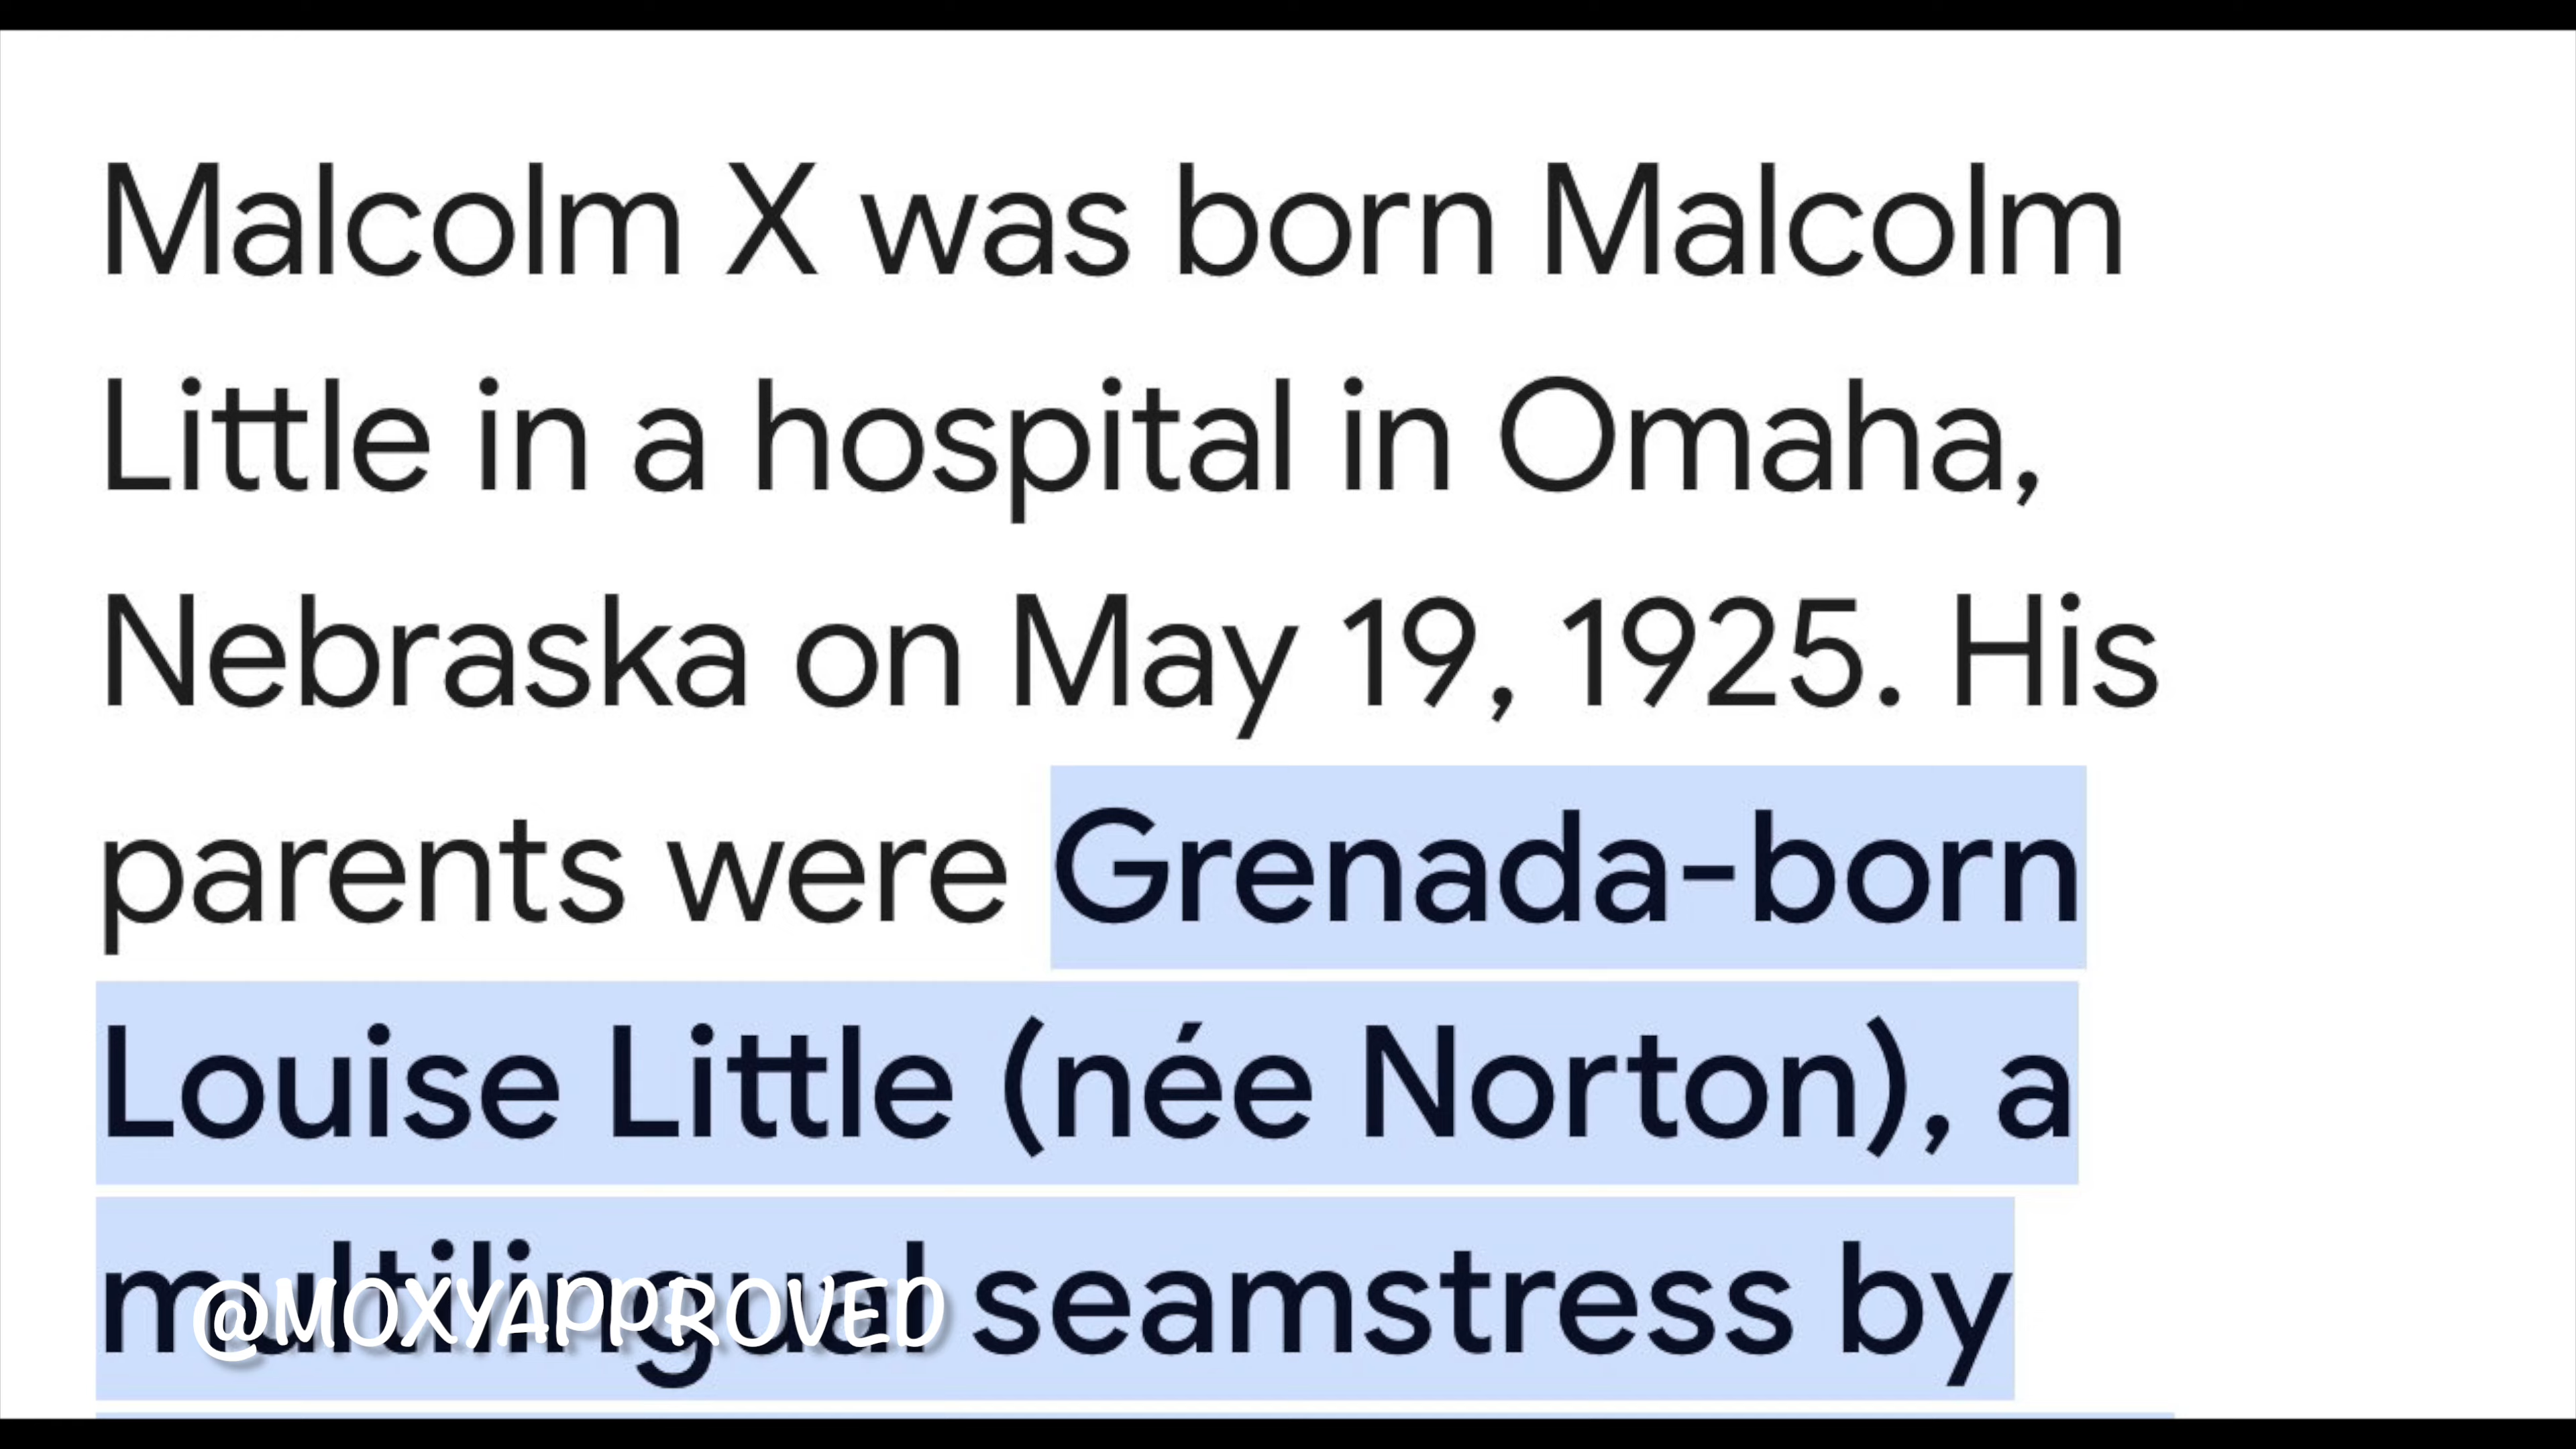 Malcolm X was born Malcolm
Little in a hospital in Omaha,
Nebraska on May 19, 1925. His
parents were Grenada-born
Louise Little (née Norton), a
multilingual seamstress by
@MOXYAPPROVED